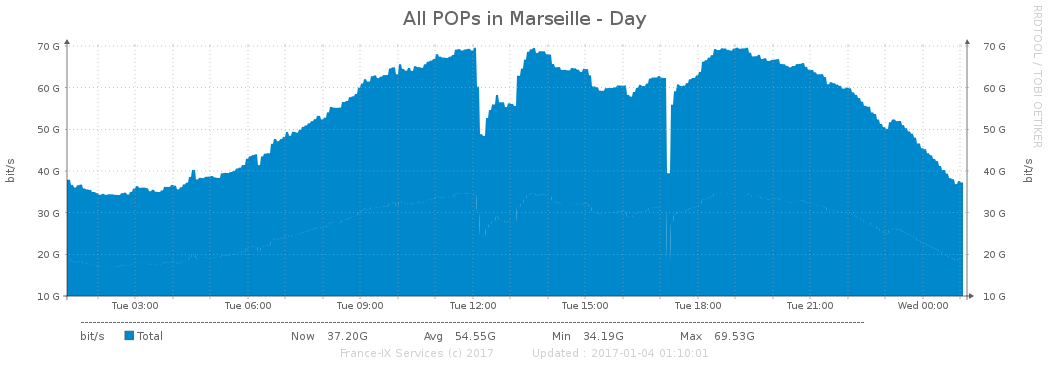 All POPs in Marseille - Day
RRDTOOL / TOBI OETIKER
bit/s
70 G
60 G
50 G
40 G
30 G
20 G
10 G
70 G
60 G
50 G
40 G
30 G
20 G
10 G
bit/s
Tue 03:00 Tue 06:00 Tue 09:00 Tue 12:00 Tue 15:00 Tue 18:00 Tue 21:00 Wed 00:00
bit/s Total Now 37.20G Avg 54.55G Min 34.19G Max 69.53G
France-IX Services (c) 2017 Updated : 2017-01-04 01:10:01